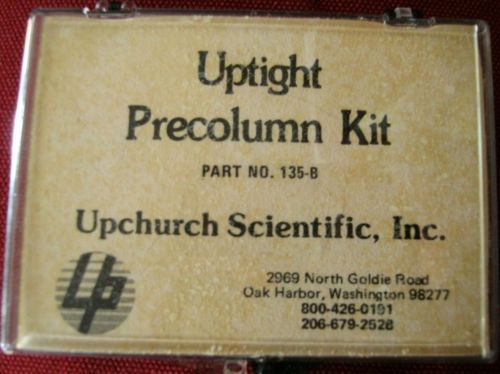 Uptight
Precolumn Kit
PART NO. 135-B
Upchurch Scientific, Inc.
Up
2969 North Goldie Road
Oak Harbor, Washington 98277
800-426-0191
206-679-2528